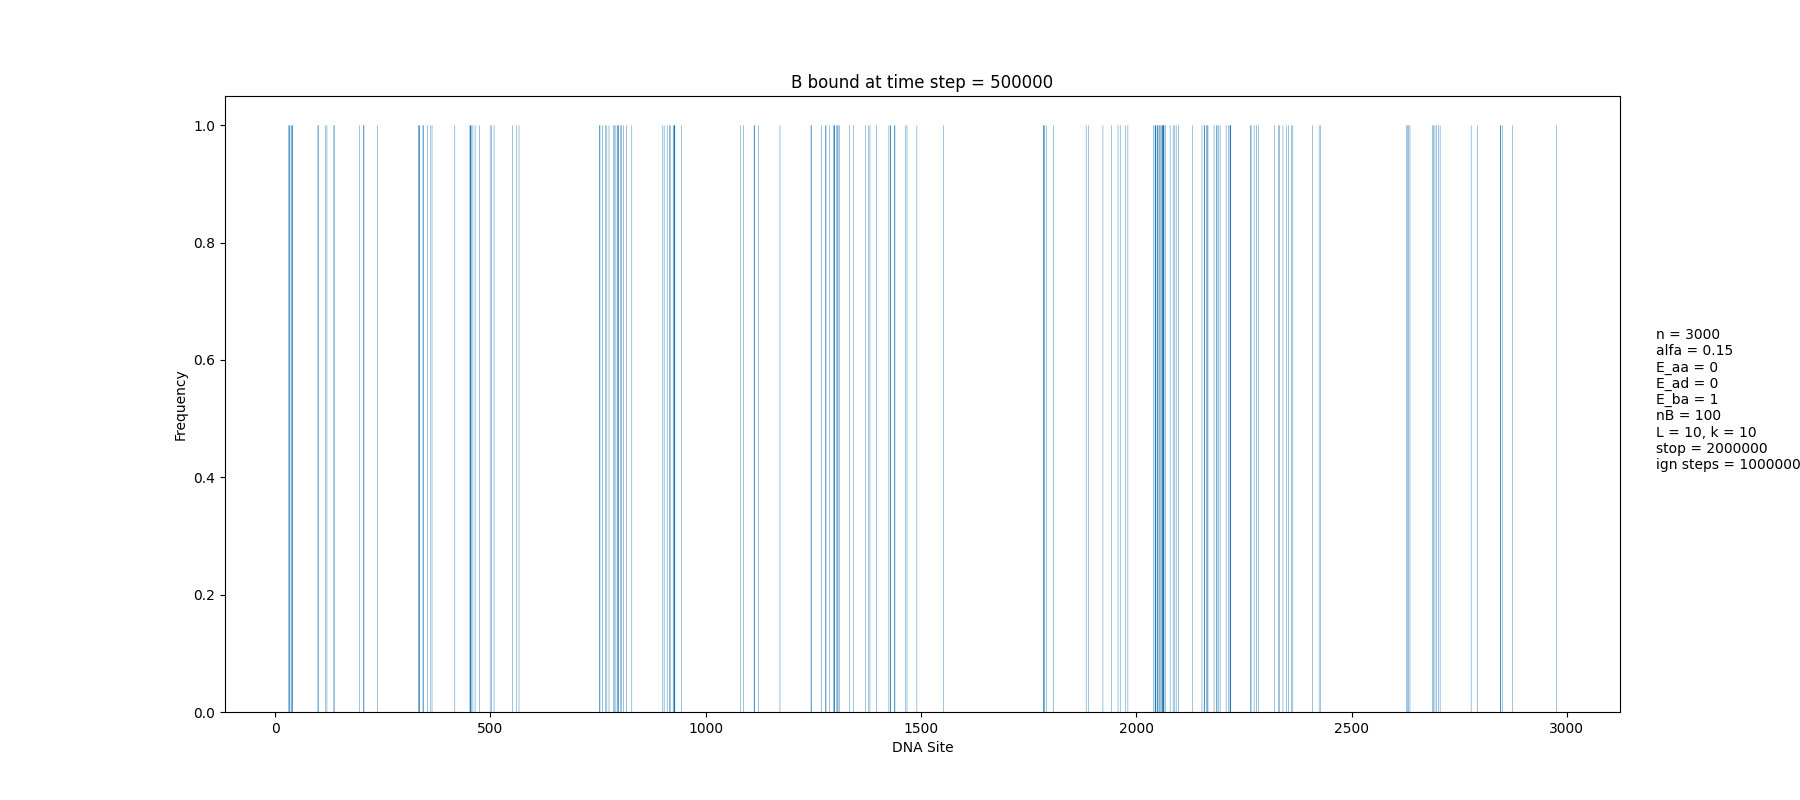 B bound at time step = 500000
1.0
0.8
0.6
0.4
0.2
0.0
Frequency
0 500 1000 1500 2000 2500 3000
DNA Site
n = 3000
alfa = 0.15
E_aa = 0
E_ad = 0
E_ba = 1
nB = 100
L = 10, k = 10
stop = 2000000
ign steps = 1000000